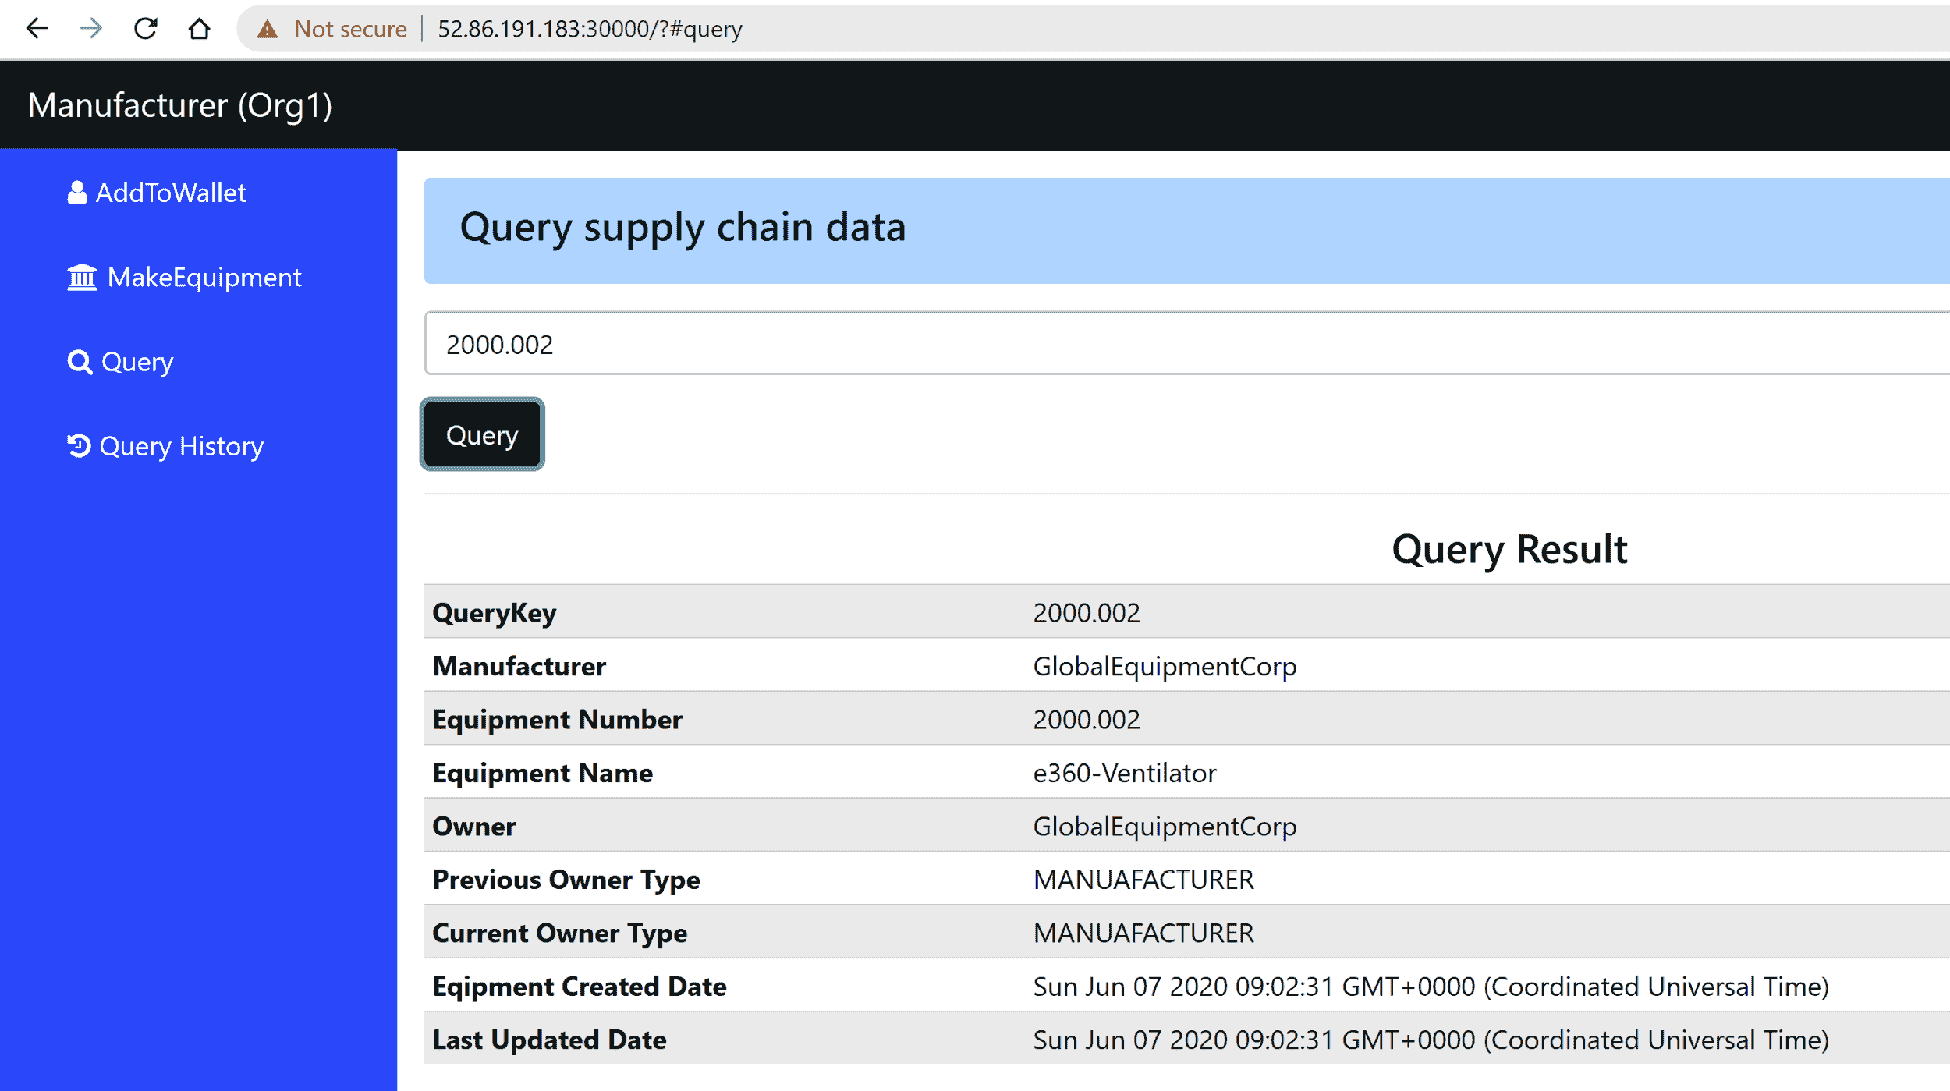 Not secure | 52.86.191.183:30000/?#query
Manufacturer (Org1)
AddToWallet
MakeEquipment
Query
Query History
Query supply chain data
2000.002
Query
Query Result
QueryKey 2000.002
Manufacturer GlobalEquipmentCorp
Equipment Number 2000.002
Equipment Name e360-Ventilator
Owner GlobalEquipmentCorp
Previous Owner Type MANUAFACTURER
Current Owner Type MANUAFACTURER
Eqipment Created Date Sun Jun 07 2020 09:02:31 GMT+0000 (Coordinated Universal Time)
Last Updated Date Sun Jun 07 2020 09:02:31 GMT+0000 (Coordinated Universal Time)